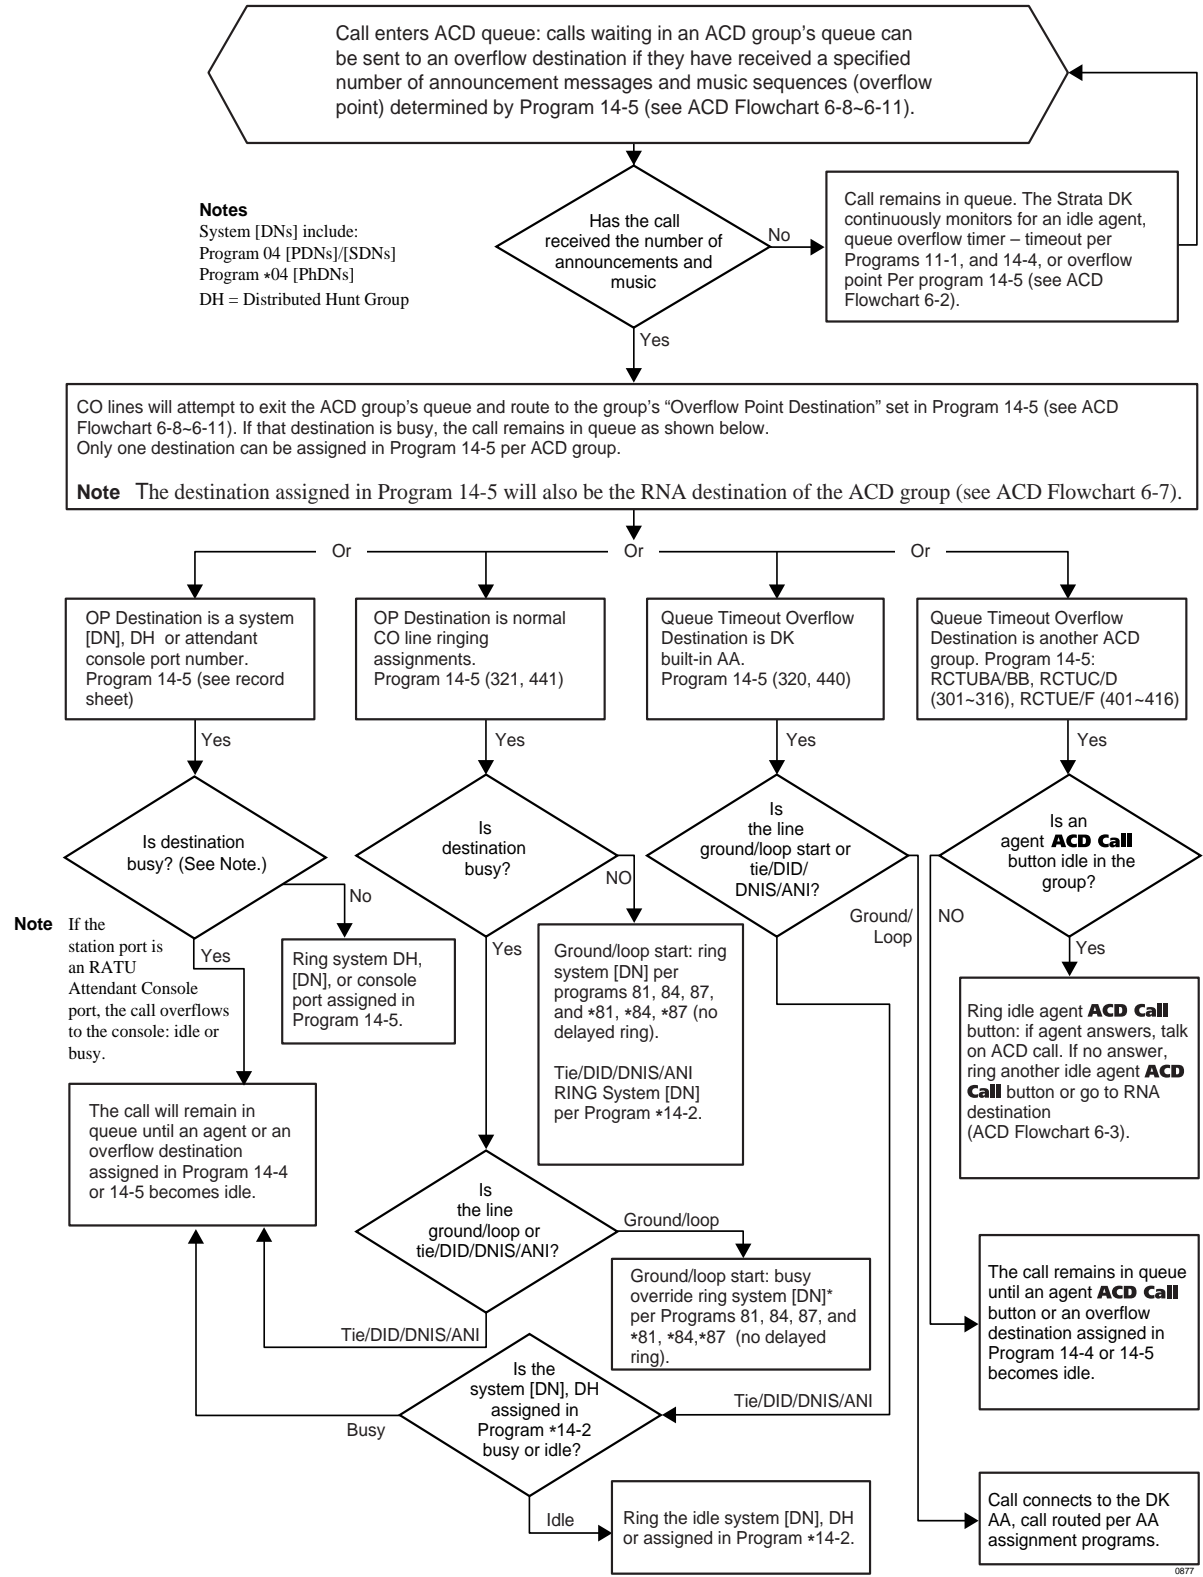 Call enters ACD queue: calls waiting in an ACD group’s queue can
be sent to an overflow destination if they have received a specified
number of announcement messages and music sequences (overflow
point) determined by Program 14-5 (see ACD Flowchart 6-8~6-11).
Notes
System [DNs] include:
Program 04 [PDNs]/[SDNs]
Program *04 [PhDNs]
DH = Distributed Hunt Group
Has the call
received the number of
announcements and
music
No
Call remains in queue. The Strata DK
continuously monitors for an idle agent,
queue overflow timer – timeout per
Programs 11-1, and 14-4, or overflow
point Per program 14-5 (see ACD
Flowchart 6-2).
Yes
CO lines will attempt to exit the ACD group’s queue and route to the group’s “Overflow Point Destination” set in Program 14-5 (see ACD
Flowchart 6-8~6-11). If that destination is busy, the call remains in queue as shown below.
Only one destination can be assigned in Program 14-5 per ACD group.
Note The destination assigned in Program 14-5 will also be the RNA destination of the ACD group (see ACD Flowchart 6-7).
Or
Or
Or
OP Destination is a system
[DN], DH or attendant
console port number.
Program 14-5 (see record
sheet)
OP Destination is normal
CO line ringing
assignments.
Program 14-5 (321, 441)
Queue Timeout Overflow
Destination is DK
built-in AA.
Program 14-5 (320, 440)
Queue Timeout Overflow
Destination is another ACD
group. Program 14-5:
RCTUBA/BB, RCTUC/D
(301~316), RCTUE/F (401~416)
Yes
Yes
Yes
Yes
Is destination
busy? (See Note.)
Is
destination
busy?
Is
the line
ground/loop start or
tie/DID/
DNIS/ANI?
Is an
agent ACD Call
button idle in the
group?
No
NO
Ground/
Loop
NO
Note If the
station port is
an RATU
Attendant Console
port, the call overflows
to the console: idle or
busy.
Yes
Yes
Yes
Ring system DH,
[DN], or console
port assigned in
Program 14-5.
Ground/loop start: ring
system [DN] per
programs 81, 84, 87,
and *81, *84, *87 (no
delayed ring).
Tie/DID/DNIS/ANI
RING System [DN]
per Program *14-2.
Ring idle agent ACD Call
button: if agent answers, talk
on ACD call. If no answer,
ring another idle agent ACD
Call button or go to RNA
destination
(ACD Flowchart 6-3).
The call will remain in
queue until an agent or an
overflow destination
assigned in Program 14-4
or 14-5 becomes idle.
Is
the line
ground/loop or
tie/DID/DNIS/ANI?
Ground/loop
Ground/loop start: busy
override ring system [DN]*
per Programs 81, 84, 87, and
*81, *84,*87 (no delayed
ring).
The call remains in queue
until an agent ACD Call
button or an overflow
destination assigned in
Program 14-4 or 14-5
becomes idle.
Tie/DID/DNIS/ANI
Is the
system [DN], DH
assigned in
Program *14-2
busy or idle?
Tie/DID/DNIS/ANI
Busy
Idle
Ring the idle system [DN], DH
or assigned in Program *14-2.
Call connects to the DK
AA, call routed per AA
assignment programs.
0877